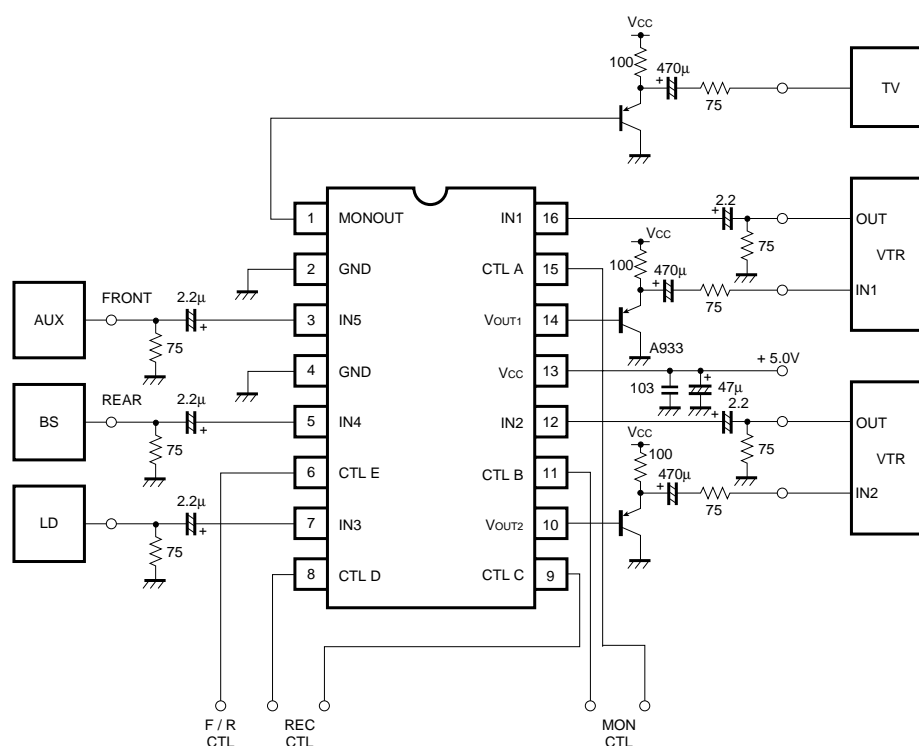 VCC
100
470µ
+
75
TV
1
MONOUT
IN1
16
2.2
+
75
OUT
VTR
IN1
2
GND
CTL A
15
VCC
100
470µ
+
75
AUX
FRONT
2.2µ
+
75
3
IN5
VOUT1
14
A933
4
GND
VCC
13
+ 5.0V
103
+
47µ
BS
REAR
2.2µ
+
75
5
IN4
IN2
12
2.2
+
75
OUT
VTR
IN2
6
CTL E
CTL B
11
VCC
100
470µ
+
75
LD
2.2µ
+
75
7
IN3
VOUT2
10
8
CTL D
CTL C
9
F / R
CTL
REC
CTL
MON
CTL